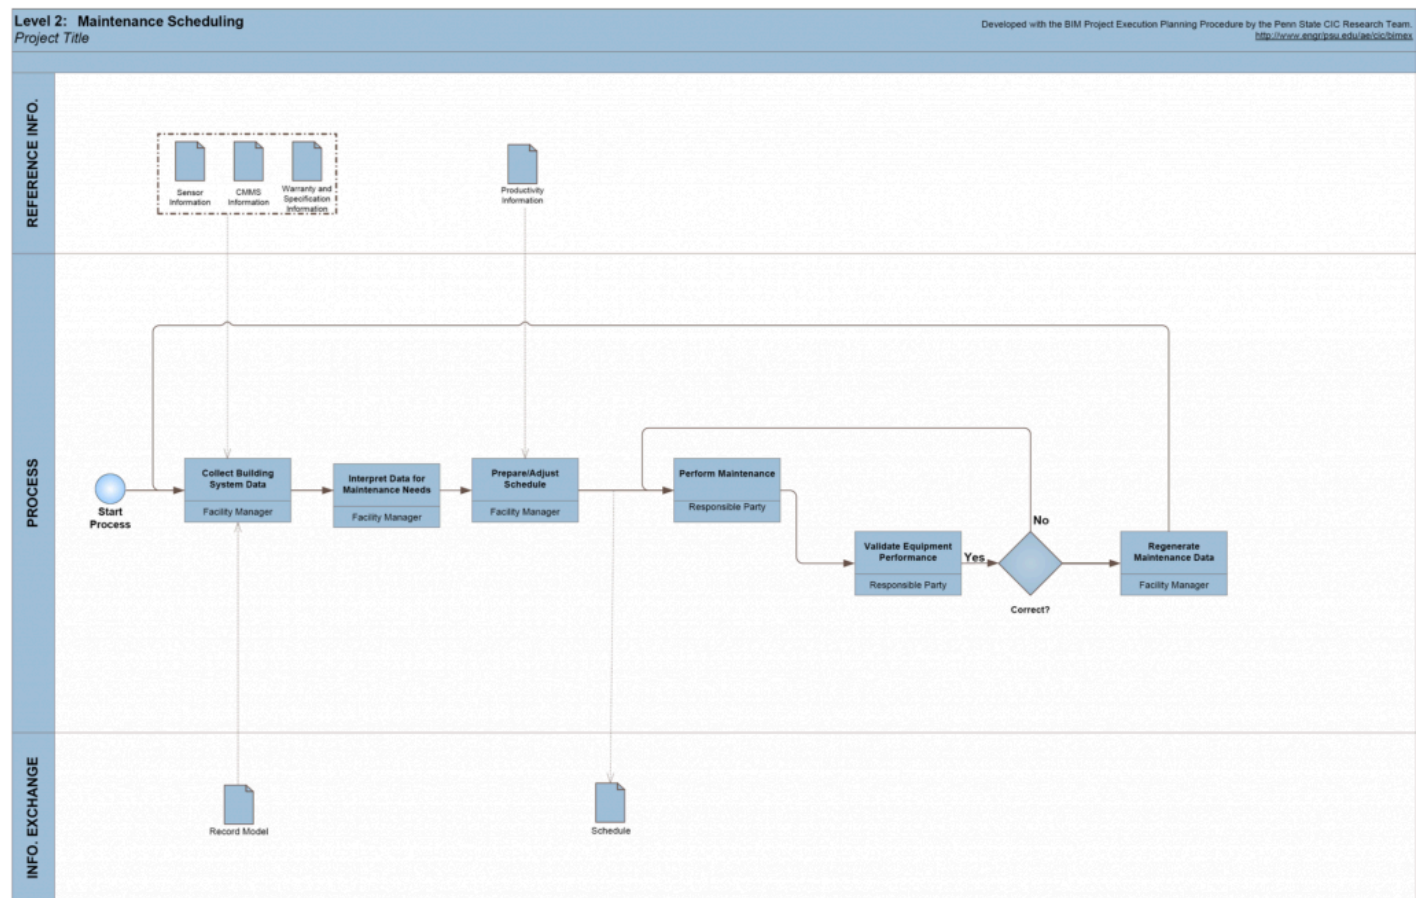 Level 2: Maintenance Scheduling
Project Title
Developed with the BIM Project Execution Planning Procedure by the Penn State CIC Research Team.
http://www.engr/psu.edu/ae/cic/bimex
REFERENCE INFO.
Sensor
Information
CMMS
Information
Warranty and
Specification
Information
Productivity
Information
PROCESS
Start
Process
Collect Building
System Data
Facility Manager
Interpret Data for
Maintenance Needs
Facility Manager
Prepare/Adjust
Schedule
Facility Manager
Perform Maintenance
Responsible Party
Validate Equipment
Performance
Responsible Party
Yes
No
Correct?
Regenerate
Maintenance Data
Facility Manager
INFO. EXCHANGE
Record Model
Schedule